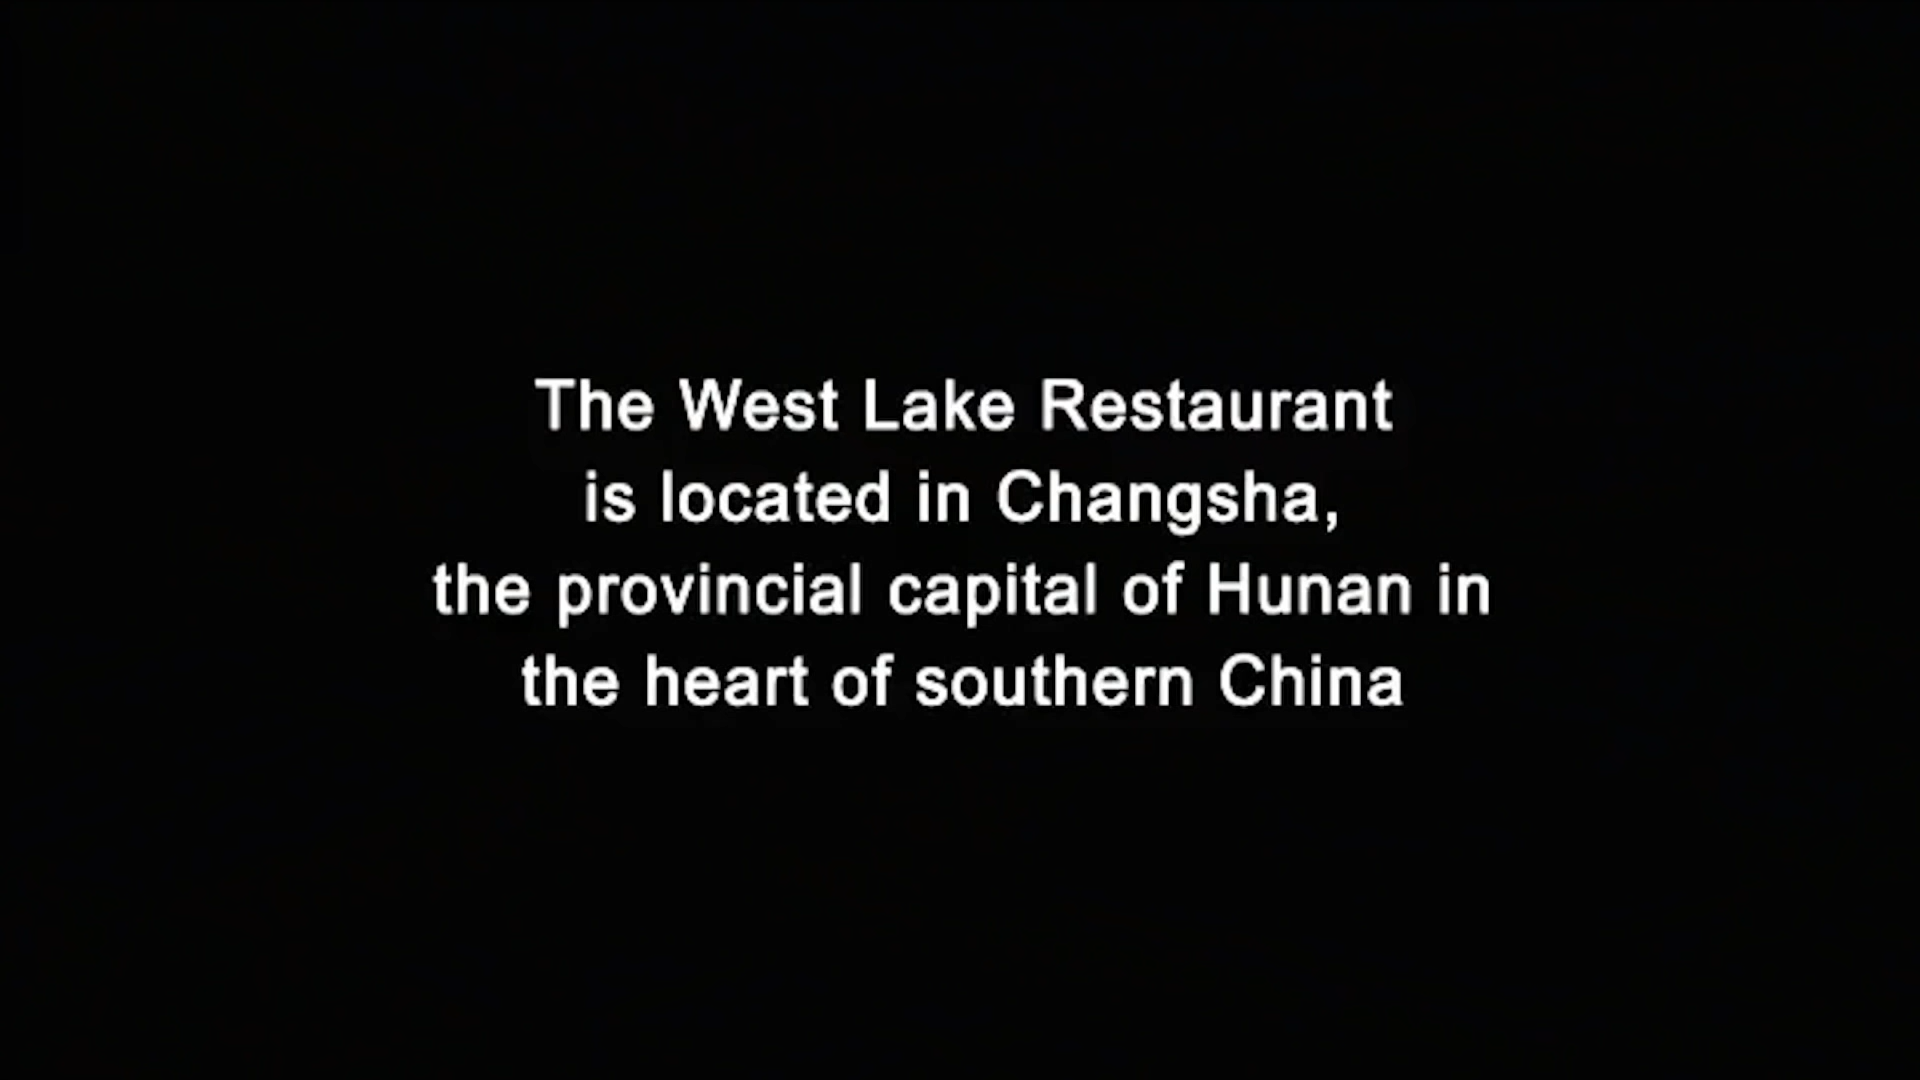 The West Lake Restaurant
is located in Changsha,
the provincial capital of Hunan in
the heart of southern China